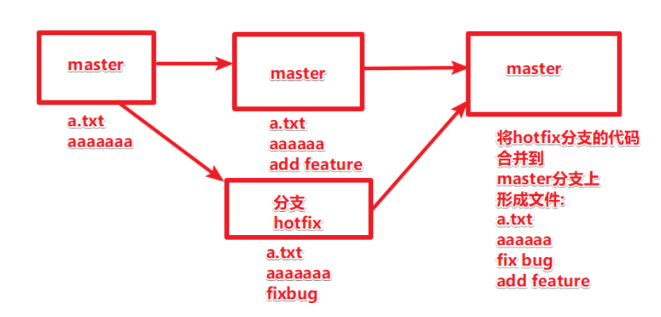 master
a.txt
aaaaaaa
master
a.txt
aaaaaa
add feature
分支
hotfix
a.txt
aaaaaaa
fixbug
master
将hotfix分支的代码
合并到
master分支上
形成文件:
a.txt
aaaaaa
fix bug
add feature